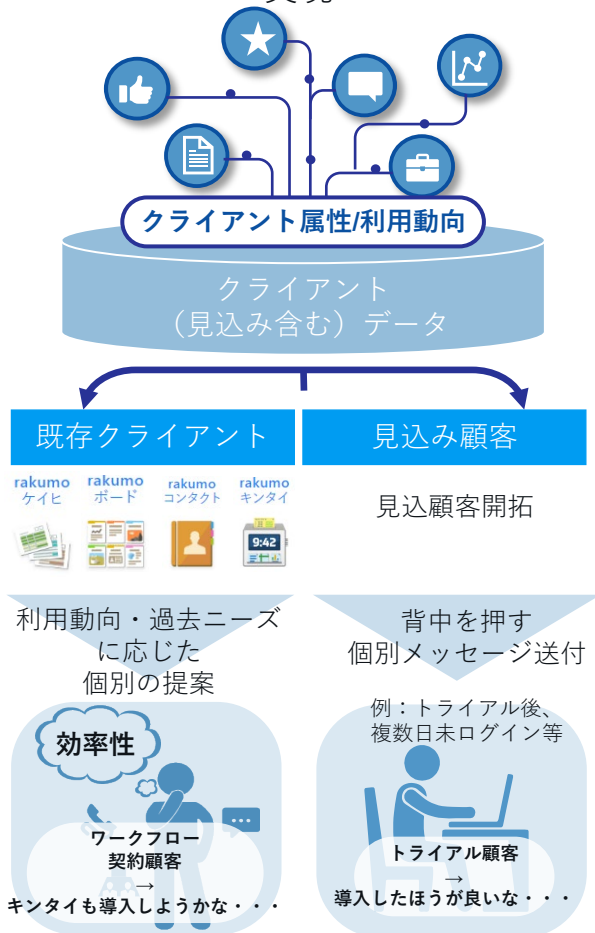 クライアント属性/利用動向
クライアント
（見込み含む）データ
既存クライアント
見込み顧客
rakumo
ケイヒ
rakumo
ボード
rakumo
コンタクト
rakumo
キンタイ
9:42
見込顧客開拓
利用動向・過去ニーズ
に応じた
個別の提案
背中を押す
個別メッセージ送付
例：トライアル後、
複数日未ログイン等
効率性
ワークフロー
契約顧客
→
キンタイも導入しようかな・・・
トライアル顧客
→
導入したほうが良いな・・・